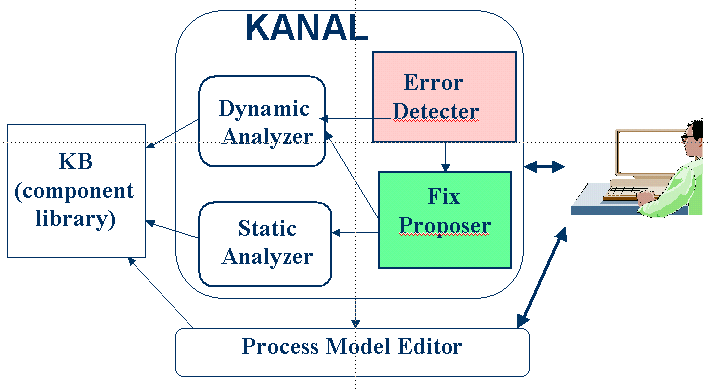 KANAL
Error
Detecter
Dynamic
Analyzer
KB
(component
library)
Fix
Proposer
Static
Analyzer
Process Model Editor